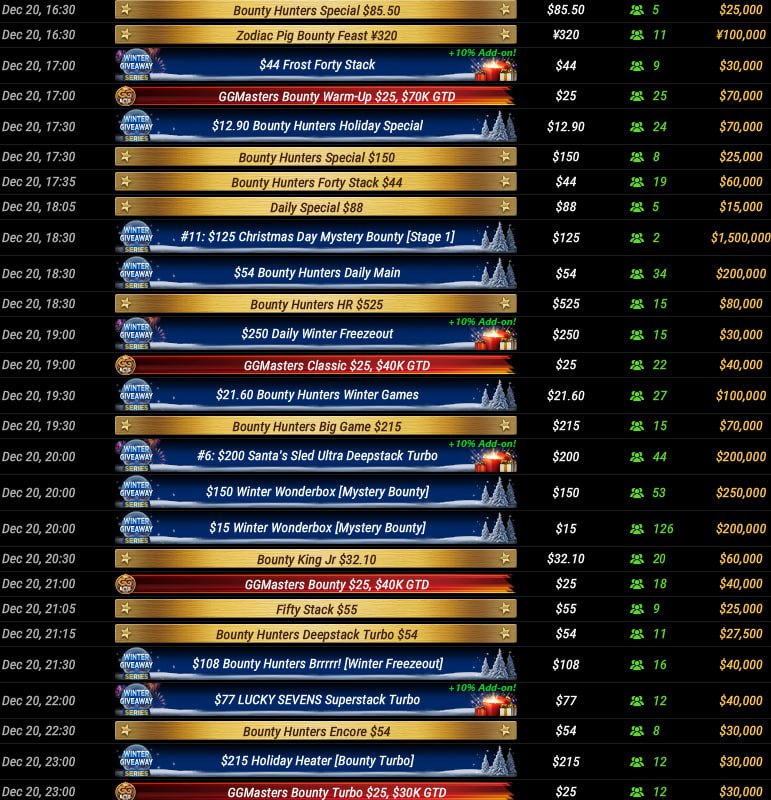 Dec 20, 16:30 Bounty Hunters Special $85.50 $85.50 5 $25,000
Dec 20, 16:30 Zodiac Pig Bounty Feast ¥320 ¥320 11 ¥100,000
+10% Add-on!
Dec 20, 17:00 WINTER GIVEAWAY SERIES $44 Frost Forty Stack $44 9 $30,000
Dec 20, 17:00 GGMasters Bounty Warm-Up $25, $70K GTD $25 25 $70,000
Dec 20, 17:30 WINTER GIVEAWAY SERIES $12.90 Bounty Hunters Holiday Special $12.90 24 $70,000
Dec 20, 17:30 Bounty Hunters Special $150 $150 8 $25,000
Dec 20, 17:35 Bounty Hunters Forty Stack $44 $44 19 $60,000
Dec 20, 18:05 Daily Special $88 $88 5 $15,000
Dec 20, 18:30 WINTER GIVEAWAY SERIES #11: $125 Christmas Day Mystery Bounty [Stage 1] $125 2 $1,500,000
Dec 20, 18:30 WINTER GIVEAWAY SERIES $54 Bounty Hunters Daily Main $54 34 $200,000
Dec 20, 18:30 Bounty Hunters HR $525 $525 15 $80,000
+10% Add-on!
Dec 20, 19:00 WINTER GIVEAWAY SERIES $250 Daily Winter Freezeout $250 15 $30,000
Dec 20, 19:00 GGMasters Classic $25, $40K GTD $25 22 $40,000
Dec 20, 19:30 WINTER GIVEAWAY SERIES $21.60 Bounty Hunters Winter Games $21.60 27 $100,000
Dec 20, 19:30 Bounty Hunters Big Game $215 $215 15 $70,000
+10% Add-on!
Dec 20, 20:00 WINTER GIVEAWAY SERIES #6: $200 Santa's Sled Ultra Deepstack Turbo $200 44 $200,000
Dec 20, 20:00 WINTER GIVEAWAY SERIES $150 Winter Wonderbox [Mystery Bounty] $150 53 $250,000
Dec 20, 20:00 WINTER GIVEAWAY SERIES $15 Winter Wonderbox [Mystery Bounty] $15 126 $200,000
Dec 20, 20:30 Bounty King Jr $32.10 $32.10 20 $60,000
Dec 20, 21:00 GGMasters Bounty $25, $40K GTD $25 18 $40,000
Dec 20, 21:05 Fifty Stack $55 $55 9 $25,000
Dec 20, 21:15 Bounty Hunters Deepstack Turbo $54 $54 11 $27,500
Dec 20, 21:30 WINTER GIVEAWAY SERIES $108 Bounty Hunters Brrrrr! [Winter Freezeout] $108 16 $40,000
+10% Add-on!
Dec 20, 22:00 WINTER GIVEAWAY SERIES $77 LUCKY SEVENS Superstack Turbo $77 12 $40,000
Dec 20, 22:30 Bounty Hunters Encore $54 $54 8 $30,000
Dec 20, 23:00 WINTER GIVEAWAY SERIES $215 Holiday Heater [Bounty Turbo] $215 12 $30,000
Dec 20, 23:00 GGMasters Bounty Turbo $25, $30K GTD $25 12 $30,000